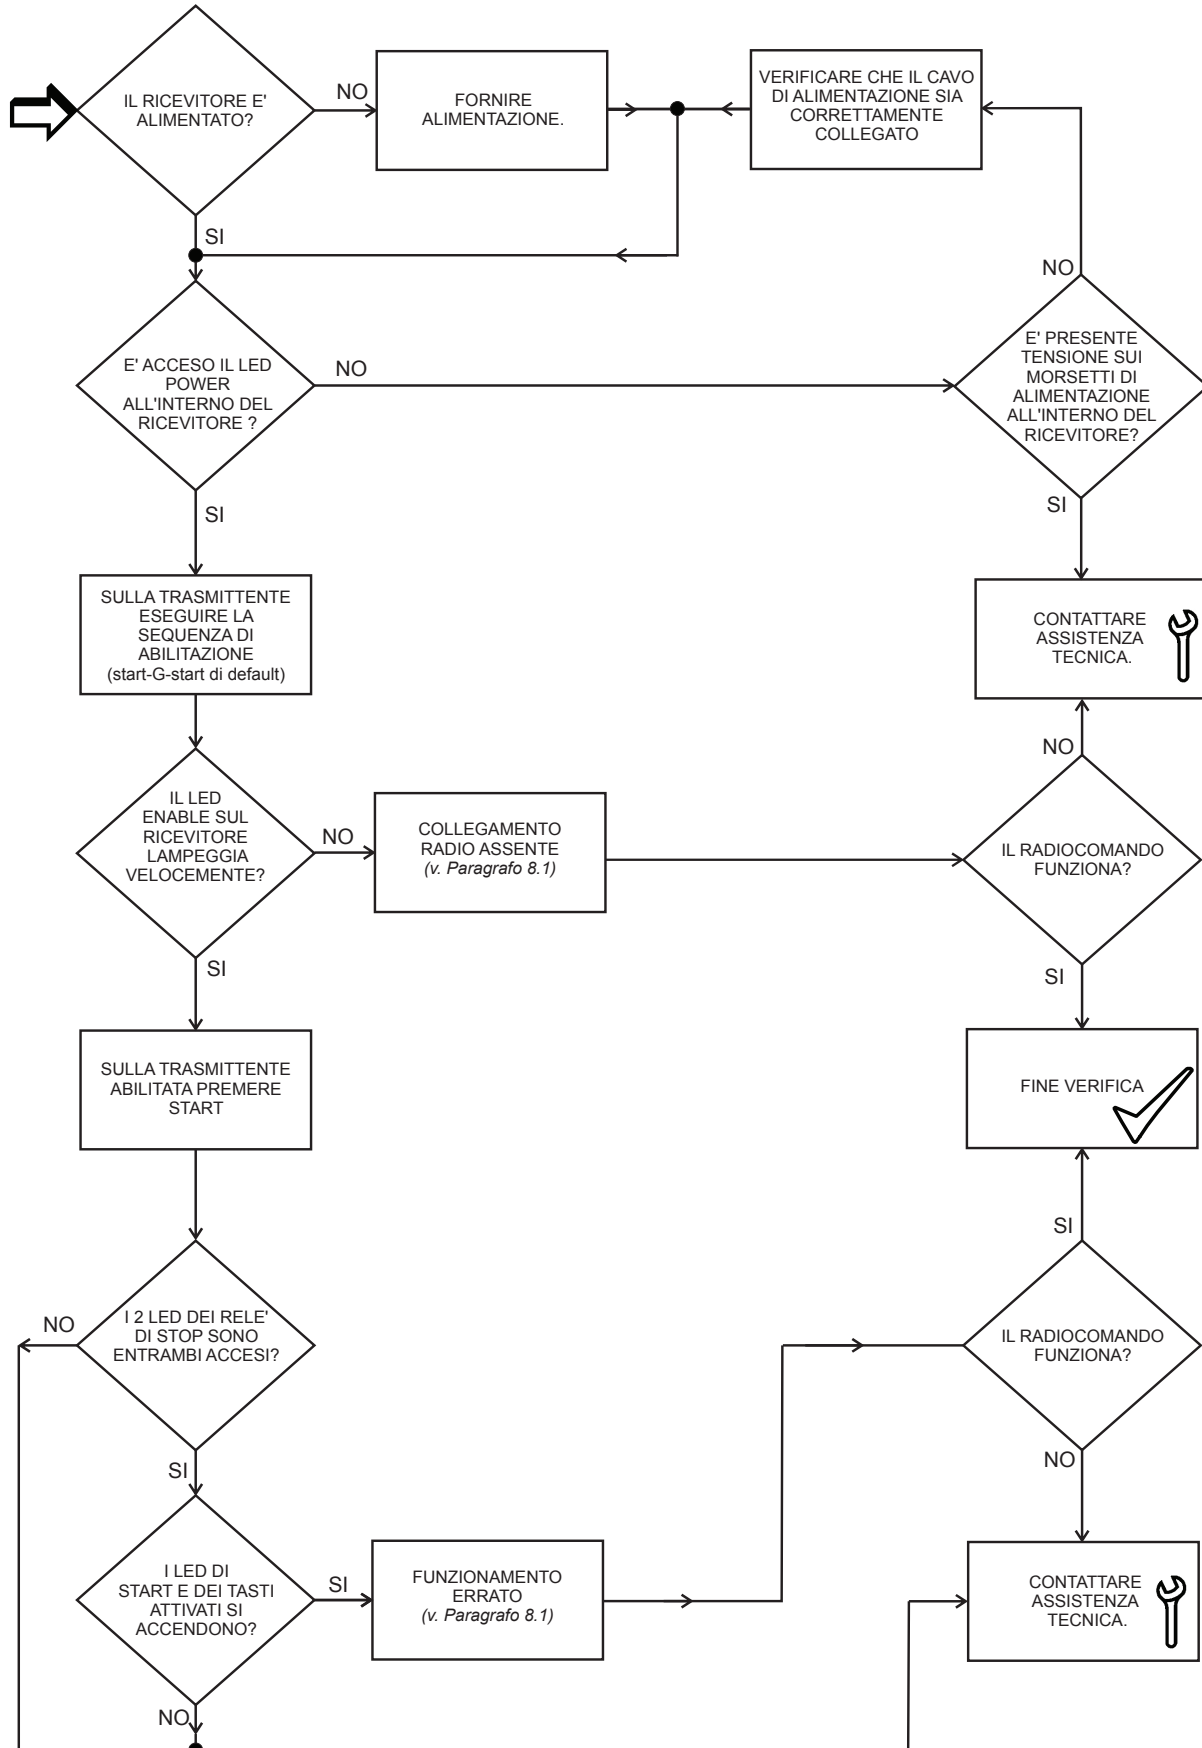 IL RICEVITORE E'
ALIMENTATO?
NO
FORNIRE
ALIMENTAZIONE.
VERIFICARE CHE IL CAVO
DI ALIMENTAZIONE SIA
CORRETTAMENTE
COLLEGATO
SI
NO
E' ACCESO IL LED
POWER
ALL'INTERNO DEL
RICEVITORE ?
NO
E' PRESENTE
TENSIONE SUI
MORSETTI DI
ALIMENTAZIONE
ALL'INTERNO DEL
RICEVITORE?
SI
SI
SULLA TRASMITTENTE
ESEGUIRE LA
SEQUENZA DI
ABILITAZIONE
(start-G-start di default)
CONTATTARE
ASSISTENZA
TECNICA.
NO
IL LED
ENABLE SUL
RICEVITORE
LAMPEGGIA
VELOCEMENTE?
NO
COLLEGAMENTO
RADIO ASSENTE
(v. Paragrafo 8.1)
IL RADIOCOMANDO
FUNZIONA?
SI
SI
SULLA TRASMITTENTE
ABILITATA PREMERE
START
FINE VERIFICA
SI
NO
I 2 LED DEI RELE'
DI STOP SONO
ENTRAMBI ACCESI?
IL RADIOCOMANDO
FUNZIONA?
SI
NO
I LED DI
START E DEI TASTI
ATTIVATI SI
ACCENDONO?
SI
FUNZIONAMENTO
ERRATO
(v. Paragrafo 8.1)
CONTATTARE
ASSISTENZA
TECNICA.
NO